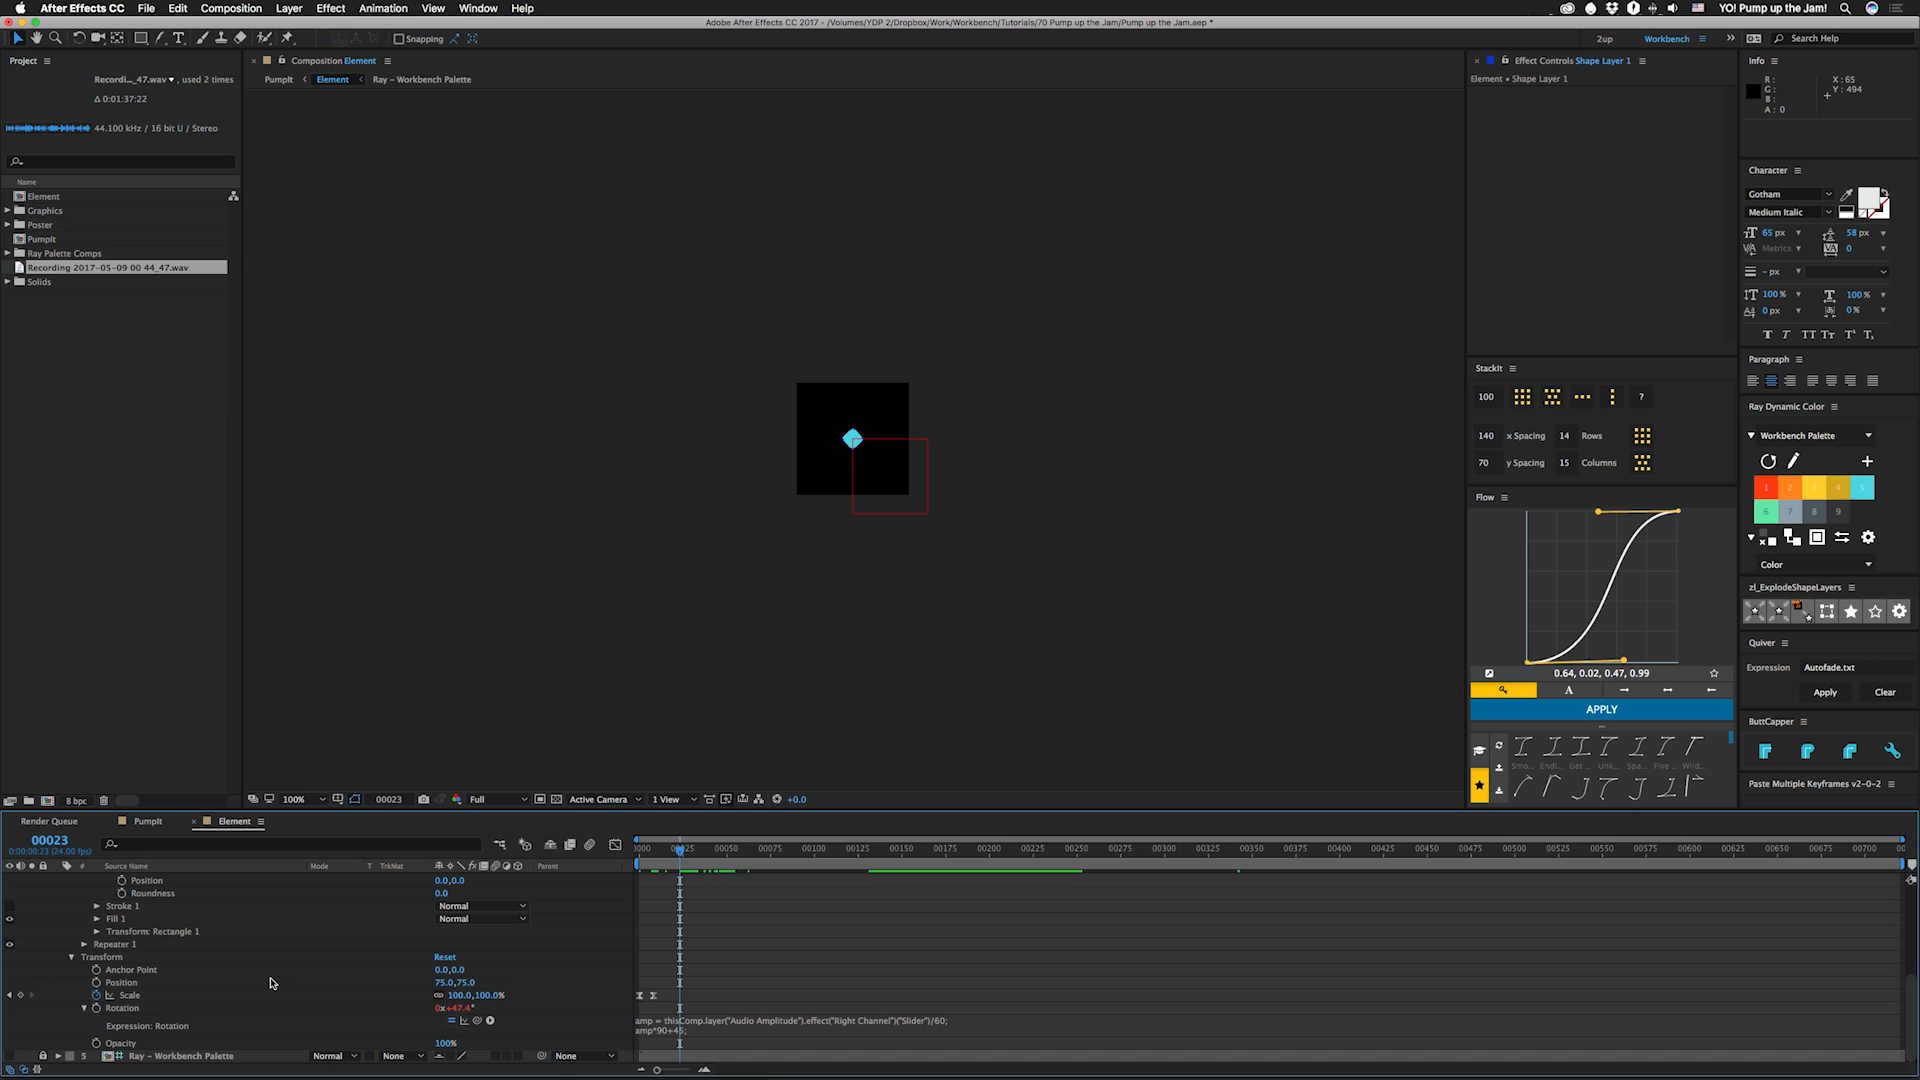 After Effects CC File Edit Composition Layer Effect Animation View Window Help YO! Pump up the Jam!
Adobe After Effects CC 2017 - /Volumes/YDP 2/Dropbox/Work/Workbench/Tutorials/70 Pump up the Jam/Pump up the Jam.aep *
Snapping 2up Workbench Search Help
Project
Recordi..._47.wav , used 2 times
Δ 0:01:37:22
44.100 kHz / 16 bit U / Stereo
Name
Element
Graphics
Poster
PumpIt
Ray Palette Comps
Recording 2017-05-09 00 44_47.wav
Solids
8 bpc
Composition Element
PumpIt Element Ray – Workbench Palette
100% 00023 Full Active Camera 1 View +0.0
Effect Controls Shape Layer 1
Element • Shape Layer 1
StackIt
100 ?
140 x Spacing 14 Rows
70 y Spacing 15 Columns
Flow
0.64, 0.02, 0.47, 0.99
A
APPLY
Smo... Endl... Get ... Unk... Spa... Five ... Wild...
Info
R :
G :
B :
A : 0
X : 65
Y : 494
Character
Gotham
Medium Italic
65 px 58 px
Metrics 0
– px
100 % 100 %
0 px 0 %
Paragraph
Ray Dynamic Color
Workbench Palette
1 2 3 4 5
6 7 8 9
Color
zl_ExplodeShapeLayers
Quiver
Expression Autofade.txt
Apply Clear
ButtCapper
Paste Multiple Keyframes v2-0-2
Render Queue PumpIt Element
00023
0:00:00:23 (24.00 fps)
# Source Name Mode T TrkMat Parent
00025 00050 00075 00100 00125 00150 00175 00200 00225 00250 00275 00300 00325 00350 00375 00400 00425 00450 00475 00500 00525 00550 00575 00600 00625 00650 00675 00700
Position 0.0,0.0
Roundness 0.0
Stroke 1 Normal
Fill 1 Normal
Transform: Rectangle 1
Repeater 1
Transform Reset
Anchor Point 0.0,0.0
Position 75.0,75.0
Scale 100.0,100.0%
Rotation 0x+47.4°
Expression: Rotation
amp = thisComp.layer("Audio Amplitude").effect("Right Channel")("Slider")/60;
amp*90+45;
Opacity 100%
5 Ray – Workbench Palette Normal None None